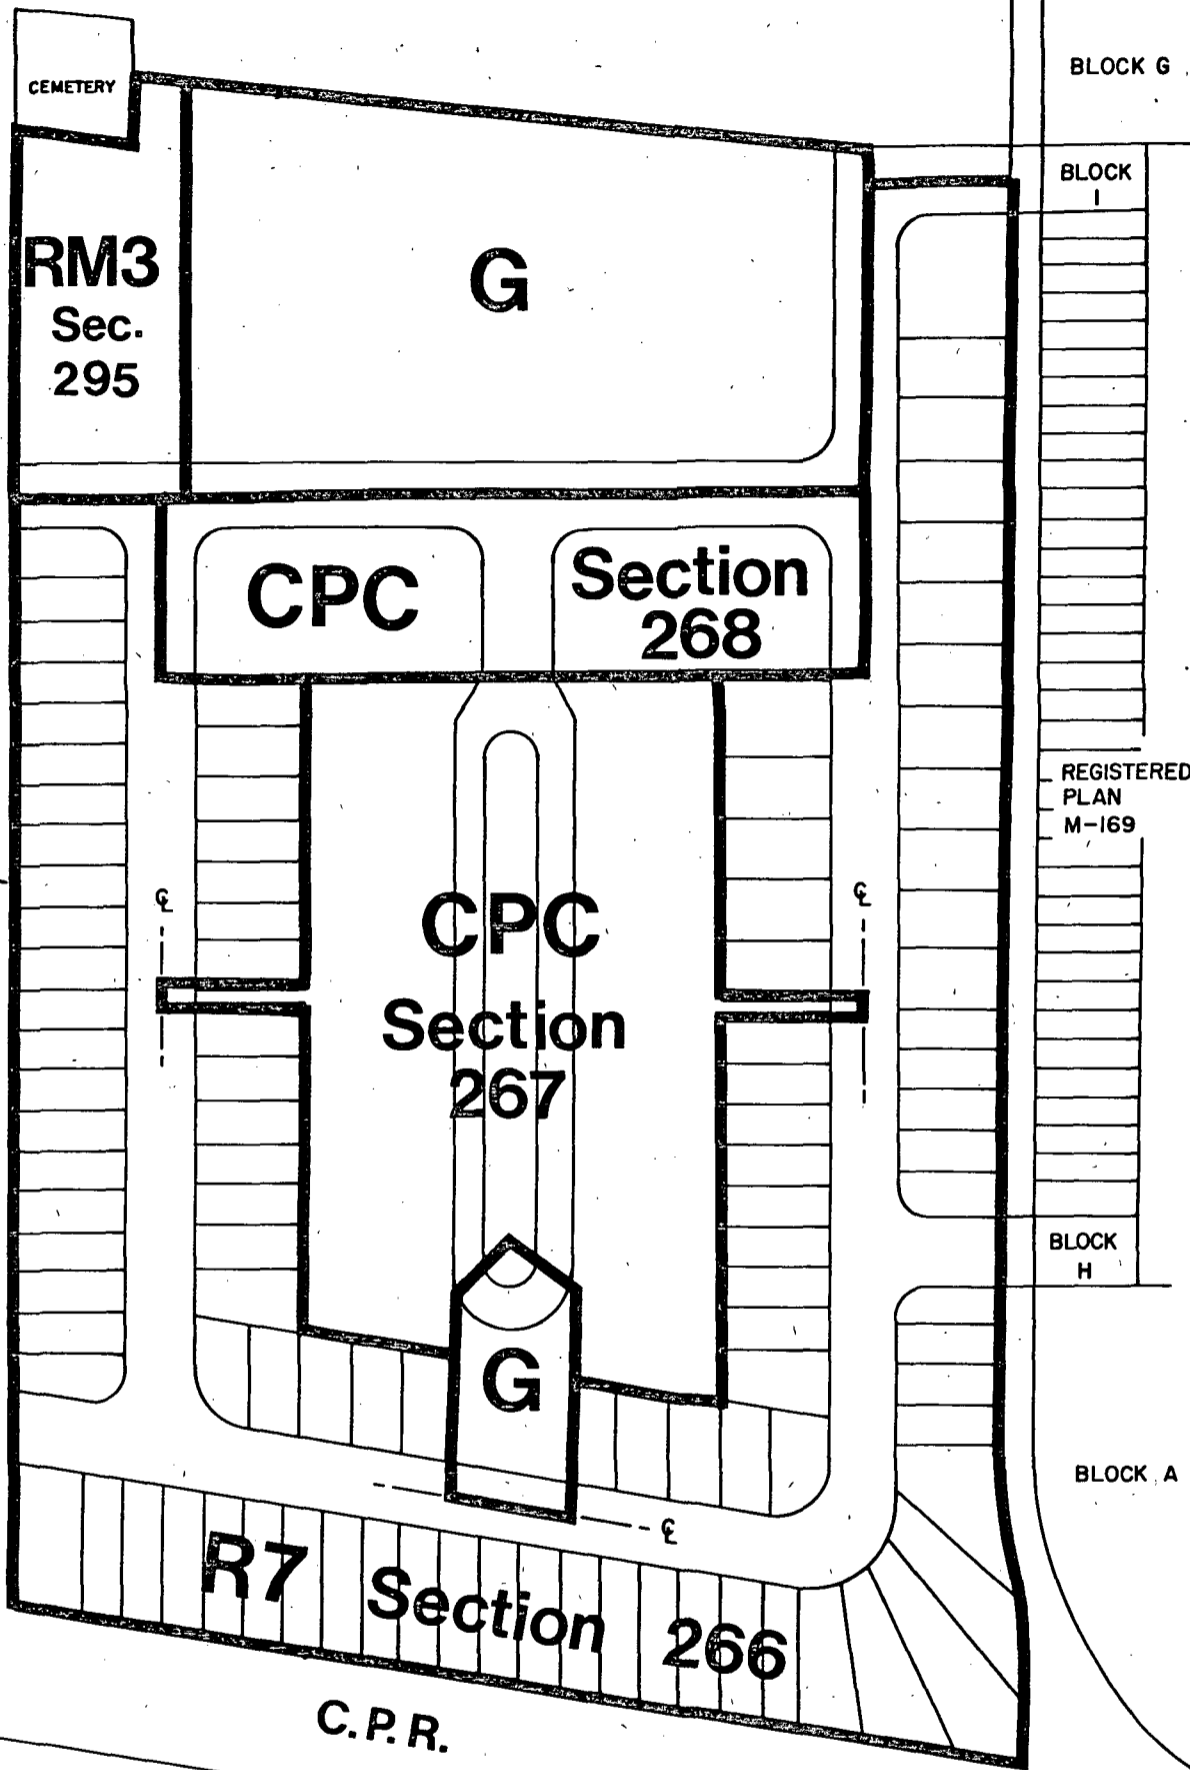 BLOCK G
CEMETERY
BLOCK
I
RM3
Sec.
295
G
CPC
Section
268
REGISTERED
PLAN
M-169
℄
℄
CPC
Section
267
BLOCK
H
G
BLOCK A
℄
R7 Section 266
C.P.R.